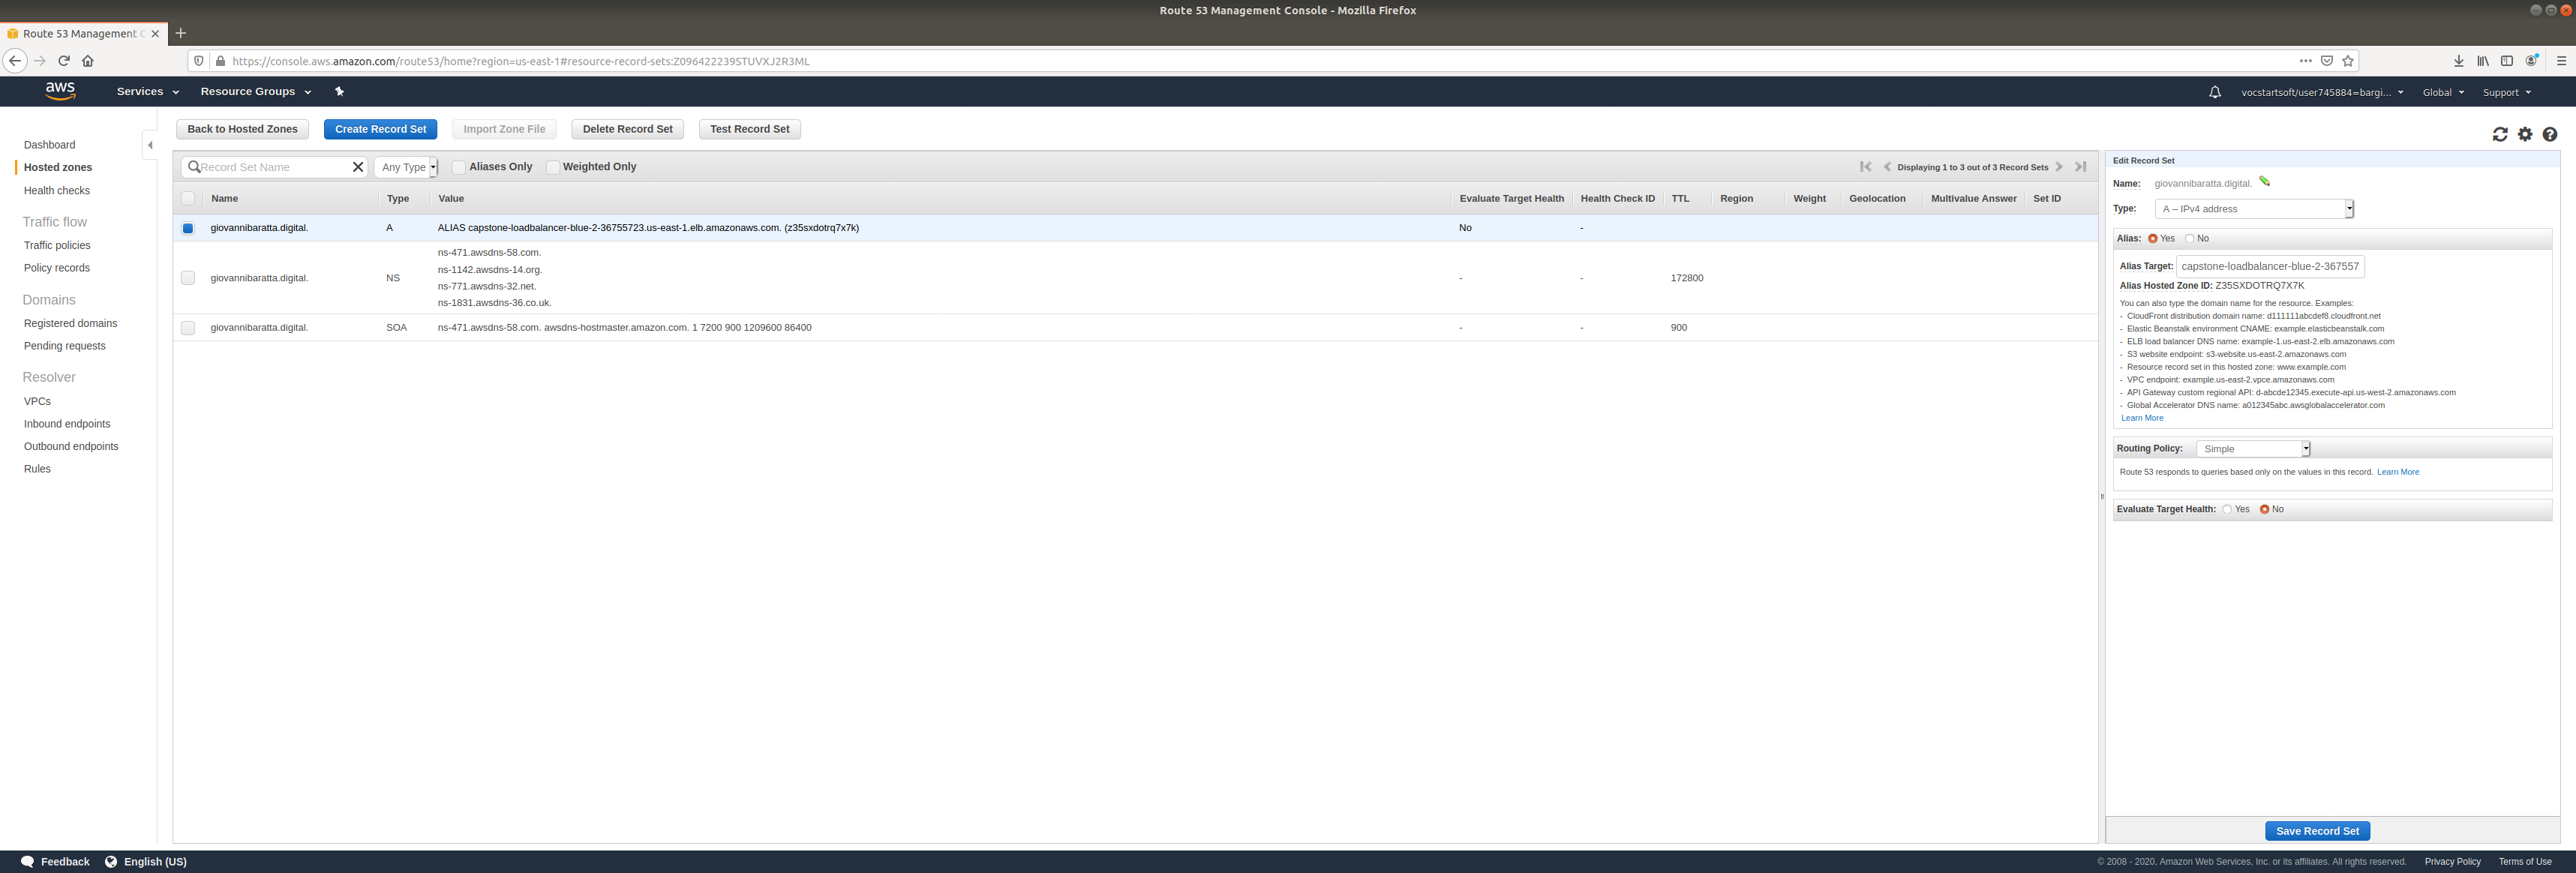 Route 53 Management Console - Mozilla Firefox
Route 53 Management C
https://console.aws.amazon.com/route53/home?region=us-east-1#resource-record-sets:Z096422239STUVXJ2R3ML
aws Services Resource Groups vocstartsoft/user745884=bargi... Global Support
Dashboard
Hosted zones
Health checks
Traffic flow
Traffic policies
Policy records
Domains
Registered domains
Pending requests
Resolver
VPCs
Inbound endpoints
Outbound endpoints
Rules
Back to Hosted Zones Create Record Set Import Zone File Delete Record Set Test Record Set
Record Set Name Any Type Aliases Only Weighted Only Displaying 1 to 3 out of 3 Record Sets
Name Type Value Evaluate Target Health Health Check ID TTL Region Weight Geolocation Multivalue Answer Set ID
giovannibaratta.digital. A ALIAS capstone-loadbalancer-blue-2-36755723.us-east-1.elb.amazonaws.com. (z35sxdotrq7x7k) No -
ns-471.awsdns-58.com.
ns-1142.awsdns-14.org.
giovannibaratta.digital. NS - - 172800
ns-771.awsdns-32.net.
ns-1831.awsdns-36.co.uk.
giovannibaratta.digital. SOA ns-471.awsdns-58.com. awsdns-hostmaster.amazon.com. 1 7200 900 1209600 86400 - - 900
Edit Record Set
Name: giovannibaratta.digital.
Type: A – IPv4 address
Alias: Yes No
Alias Target: capstone-loadbalancer-blue-2-367557
Alias Hosted Zone ID: Z35SXDOTRQ7X7K
You can also type the domain name for the resource. Examples:
- CloudFront distribution domain name: d111111abcdef8.cloudfront.net
- Elastic Beanstalk environment CNAME: example.elasticbeanstalk.com
- ELB load balancer DNS name: example-1.us-east-2.elb.amazonaws.com
- S3 website endpoint: s3-website.us-east-2.amazonaws.com
- Resource record set in this hosted zone: www.example.com
- VPC endpoint: example.us-east-2.vpce.amazonaws.com
- API Gateway custom regional API: d-abcde12345.execute-api.us-west-2.amazonaws.com
- Global Accelerator DNS name: a012345abc.awsglobalaccelerator.com
Learn More
Routing Policy: Simple
Route 53 responds to queries based only on the values in this record. Learn More
Evaluate Target Health: Yes No
Save Record Set
Feedback English (US) © 2008 - 2020, Amazon Web Services, Inc. or its affiliates. All rights reserved. Privacy Policy Terms of Use